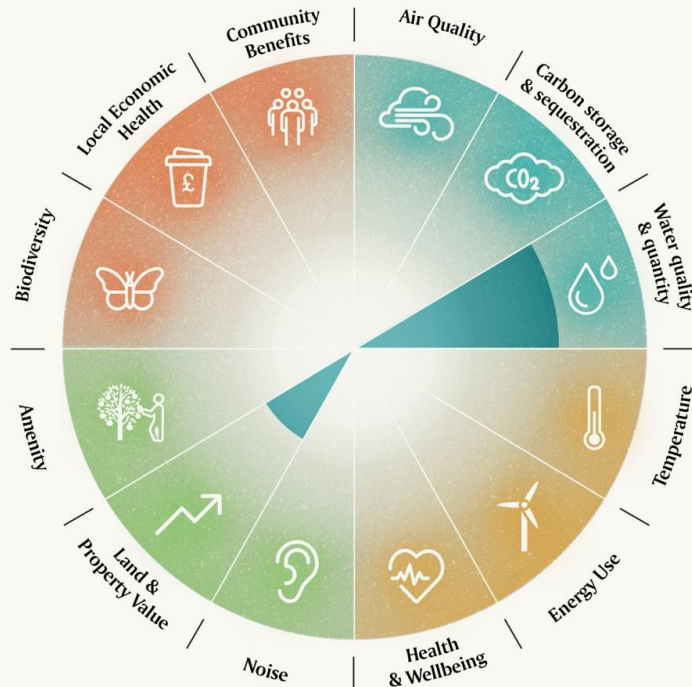 Community
Benefits
Air Quality
Local Economic
Health
£
Carbon storage
& sequestration
CO₂
Biodiversity
Water quality
& quantity
Amenity
Temperature
Land &
Property Value
Energy Use
Noise
Health
& Wellbeing